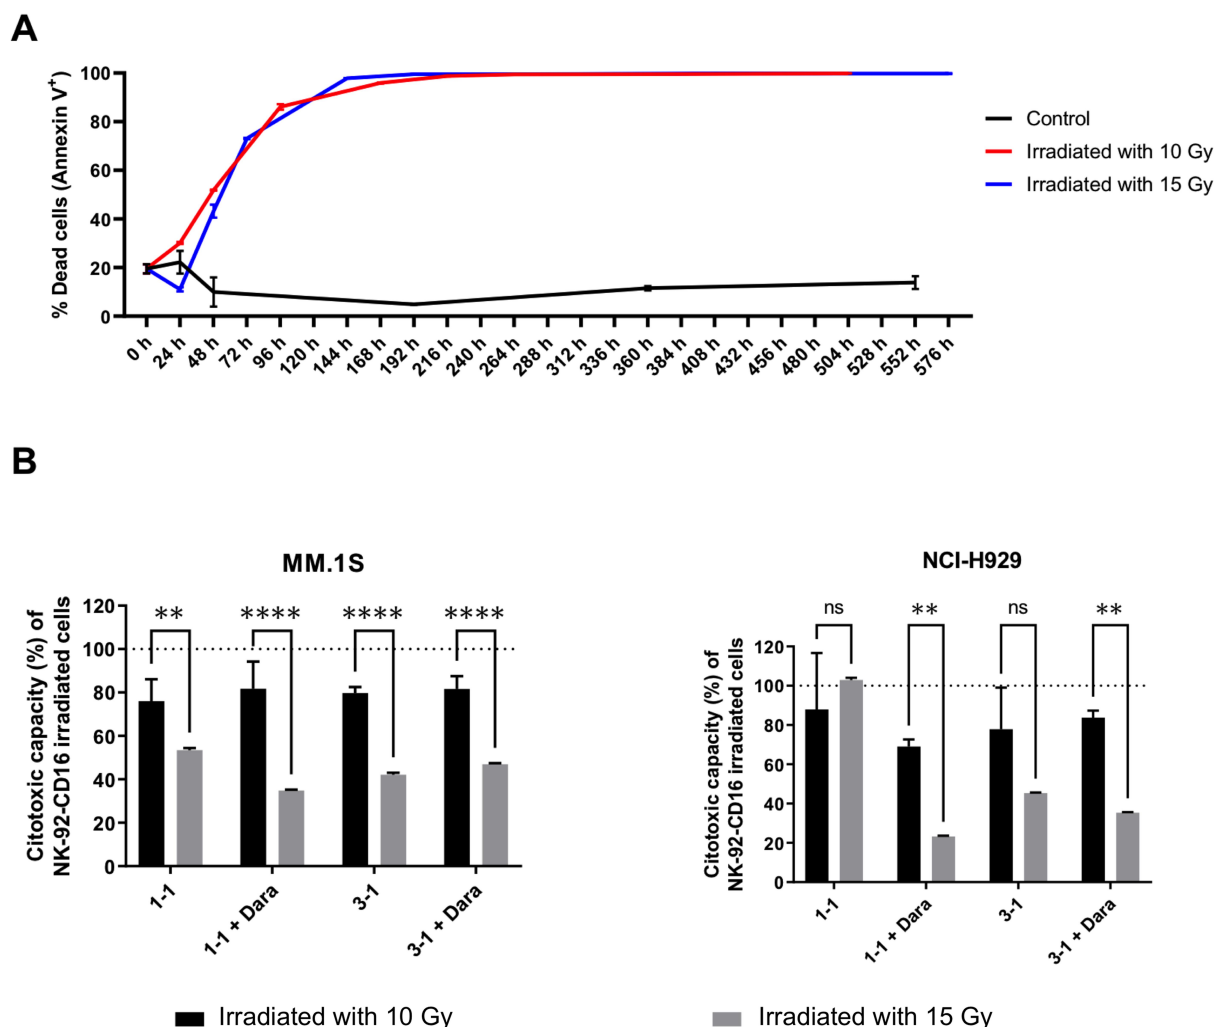 A
% Dead cells (Annexin V+)
100
80
60
40
20
0
0 h
24 h
48 h
72 h
96 h
120 h
144 h
168 h
192 h
216 h
240 h
264 h
288 h
312 h
336 h
360 h
384 h
408 h
432 h
456 h
480 h
504 h
528 h
552 h
576 h
Control
Irradiated with 10 Gy
Irradiated with 15 Gy
B
MM.1S
Citotoxic capacity (%) of
NK-92-CD16 irradiated cells
120
100
80
60
40
20
0
**
****
****
****
1-1
1-1 + Dara
3-1
3-1 + Dara
NCI-H929
Citotoxic capacity (%) of
NK-92-CD16 irradiated cells
120
100
80
60
40
20
0
ns
**
ns
**
1-1
1-1 + Dara
3-1
3-1 + Dara
Irradiated with 10 Gy
Irradiated with 15 Gy